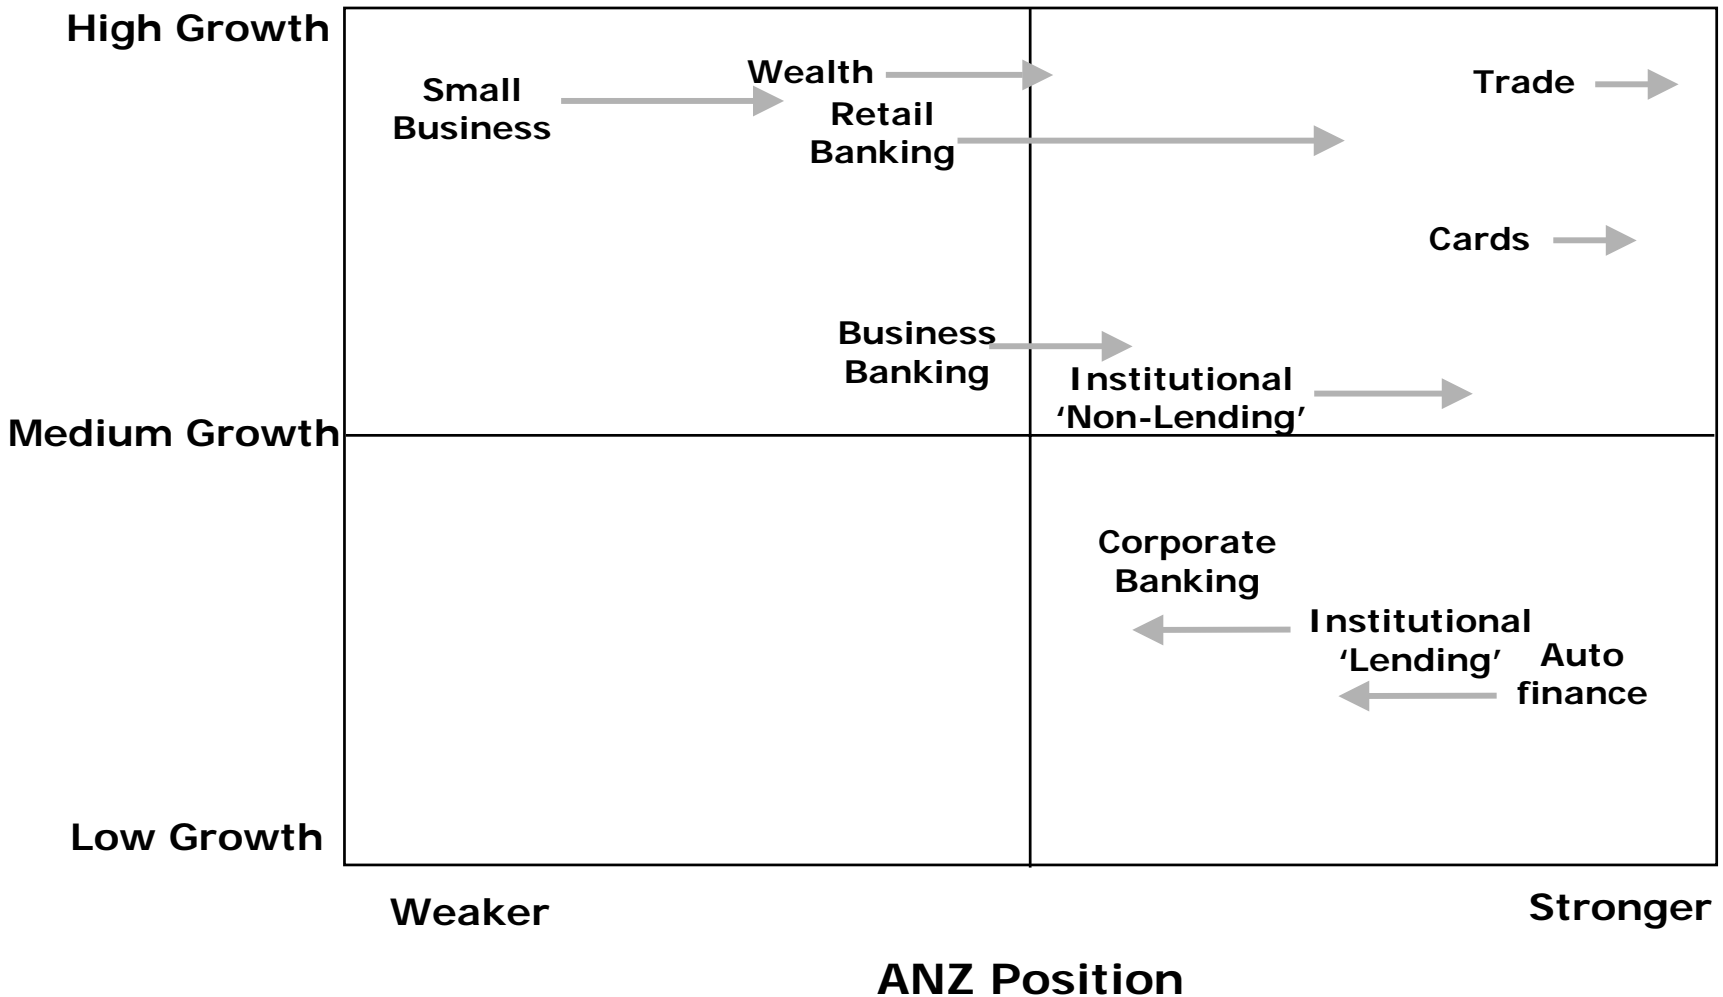 High Growth
Wealth
Trade
Small
Business
Retail
Banking
Cards
Business
Banking
Institutional
‘Non-Lending’
Medium Growth
Corporate
Banking
Institutional
‘Lending’
Auto
finance
Low Growth
Weaker
Stronger
ANZ Position